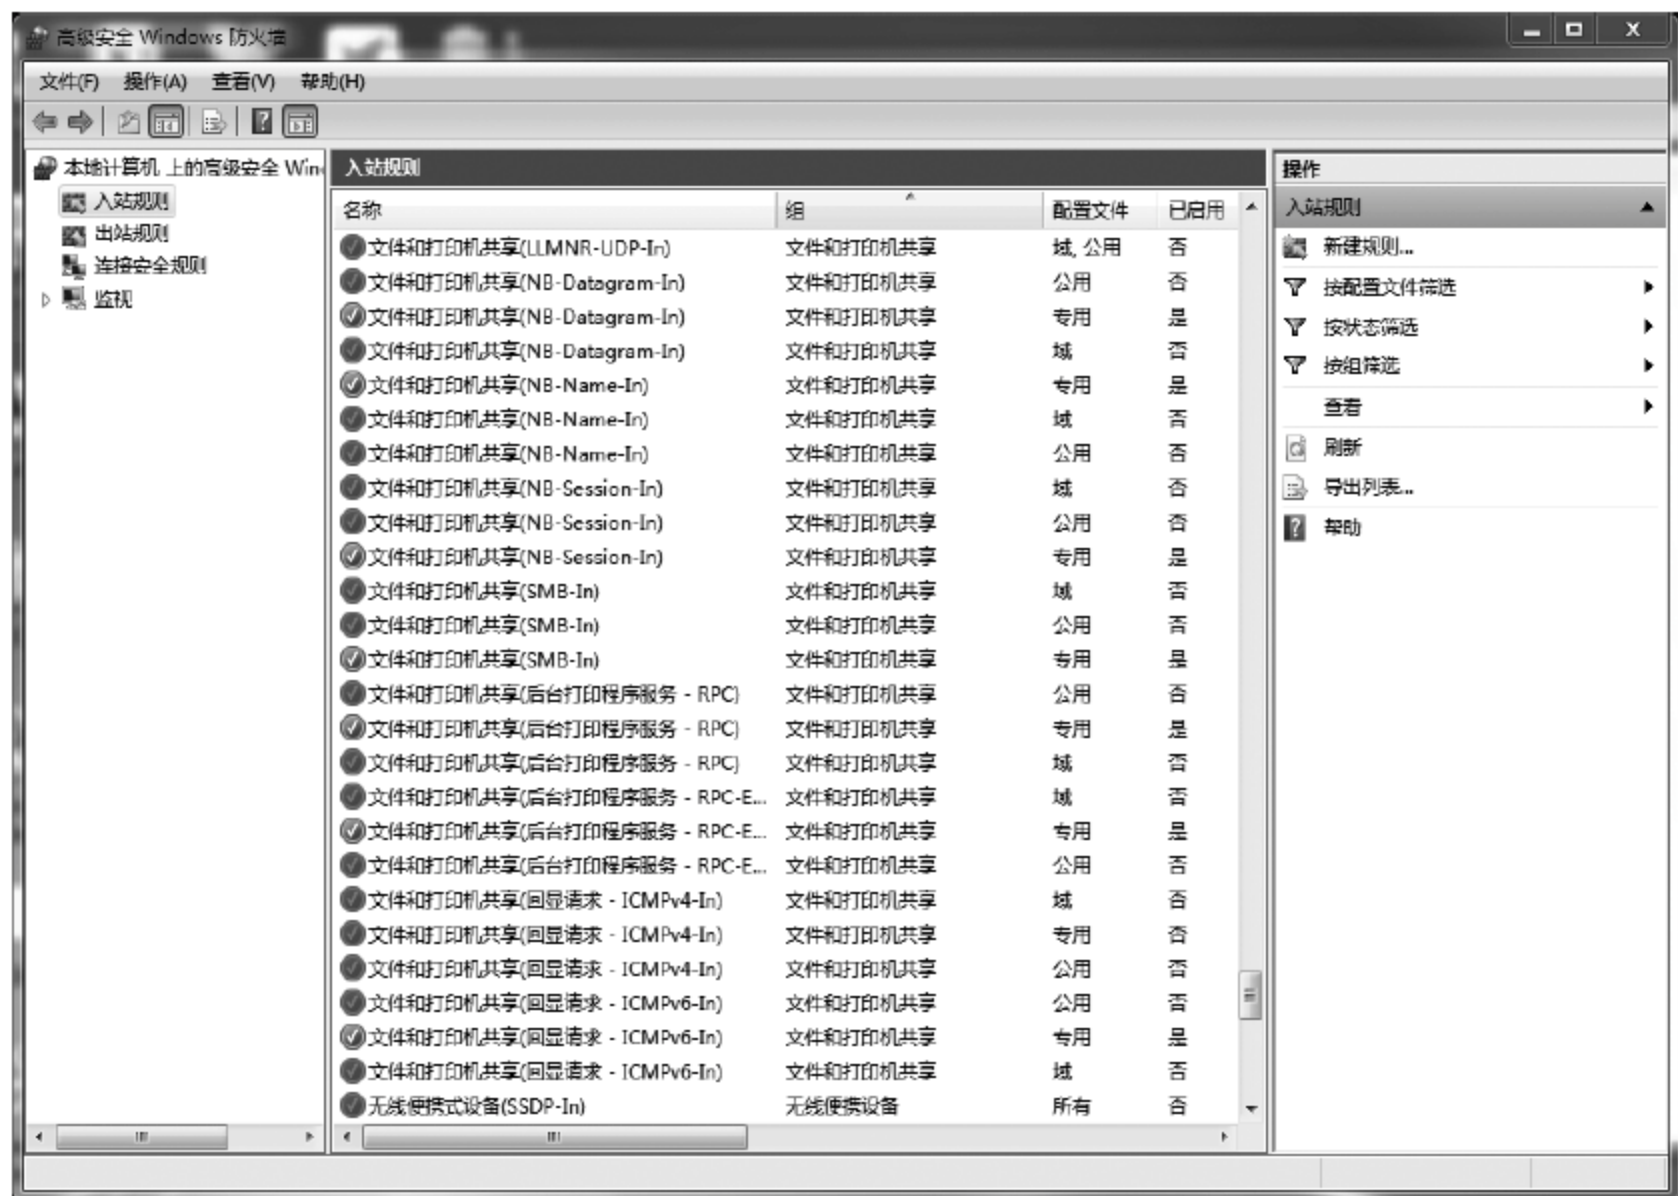 高级安全 Windows 防火墙
文件(F) 操作(A) 查看(V) 帮助(H)
本地计算机 上的高级安全 Win
入站规则
出站规则
连接安全规则
监视
入站规则
名称 组 配置文件 已启用
文件和打印机共享(LLMNR-UDP-In) 文件和打印机共享 域, 公用 否
文件和打印机共享(NB-Datagram-In) 文件和打印机共享 公用 否
文件和打印机共享(NB-Datagram-In) 文件和打印机共享 专用 是
文件和打印机共享(NB-Datagram-In) 文件和打印机共享 域 否
文件和打印机共享(NB-Name-In) 文件和打印机共享 专用 是
文件和打印机共享(NB-Name-In) 文件和打印机共享 域 否
文件和打印机共享(NB-Name-In) 文件和打印机共享 公用 否
文件和打印机共享(NB-Session-In) 文件和打印机共享 域 否
文件和打印机共享(NB-Session-In) 文件和打印机共享 公用 否
文件和打印机共享(NB-Session-In) 文件和打印机共享 专用 是
文件和打印机共享(SMB-In) 文件和打印机共享 域 否
文件和打印机共享(SMB-In) 文件和打印机共享 公用 否
文件和打印机共享(SMB-In) 文件和打印机共享 专用 是
文件和打印机共享(后台打印程序服务 - RPC) 文件和打印机共享 公用 否
文件和打印机共享(后台打印程序服务 - RPC) 文件和打印机共享 专用 是
文件和打印机共享(后台打印程序服务 - RPC) 文件和打印机共享 域 否
文件和打印机共享(后台打印程序服务 - RPC-E... 文件和打印机共享 域 否
文件和打印机共享(后台打印程序服务 - RPC-E... 文件和打印机共享 专用 是
文件和打印机共享(后台打印程序服务 - RPC-E... 文件和打印机共享 公用 否
文件和打印机共享(回显请求 - ICMPv4-In) 文件和打印机共享 域 否
文件和打印机共享(回显请求 - ICMPv4-In) 文件和打印机共享 专用 否
文件和打印机共享(回显请求 - ICMPv4-In) 文件和打印机共享 公用 否
文件和打印机共享(回显请求 - ICMPv6-In) 文件和打印机共享 公用 否
文件和打印机共享(回显请求 - ICMPv6-In) 文件和打印机共享 专用 是
文件和打印机共享(回显请求 - ICMPv6-In) 文件和打印机共享 域 否
无线便携式设备(SSDP-In) 无线便携设备 所有 否
操作
入站规则
新建规则...
按配置文件筛选
按状态筛选
按组筛选
查看
刷新
导出列表...
帮助